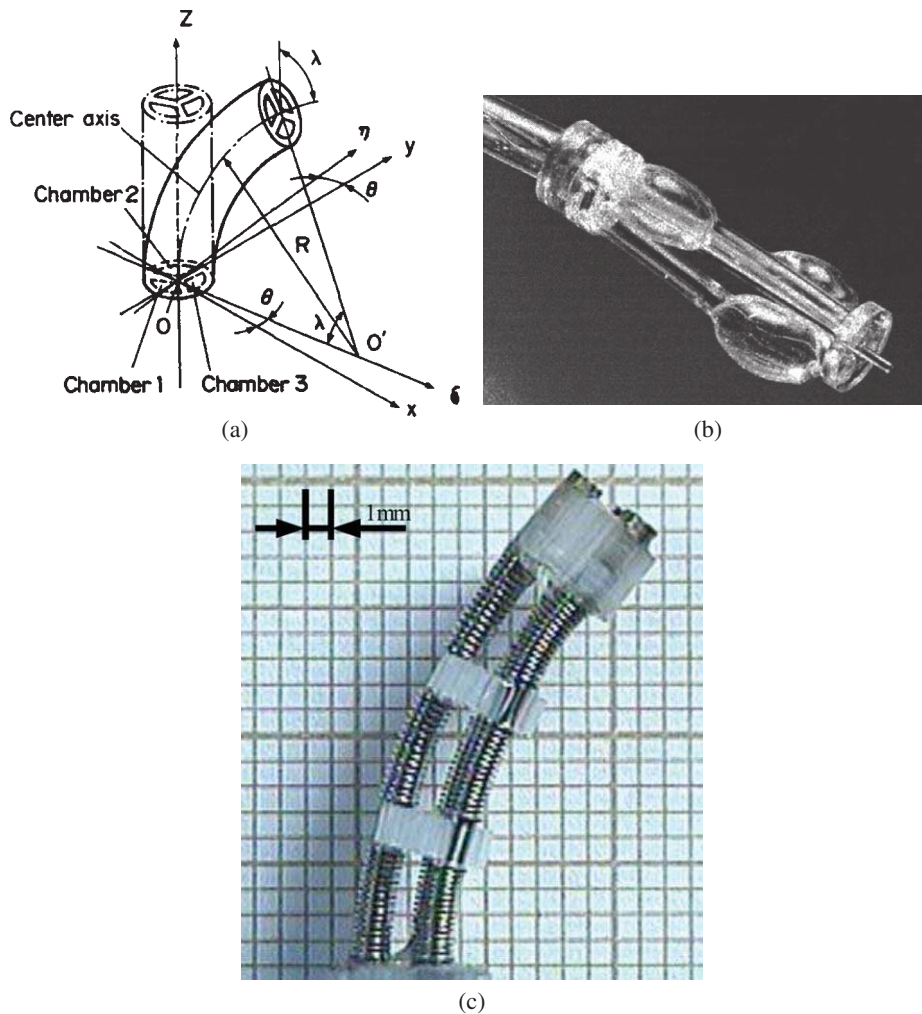 Z
λ
Center axis
η
y
θ
Chamber 2
R
θ
λ
O
O'
Chamber 1
Chamber 3
x
(a)
(b)
1mm
(c)